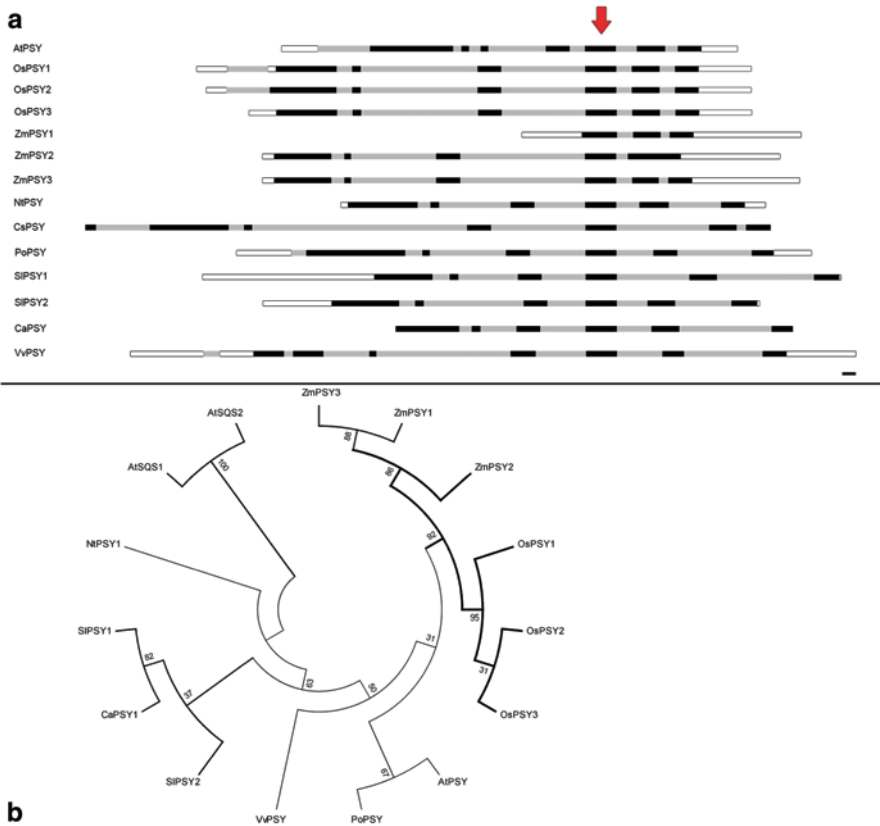 a
AtPSY
OsPSY1
OsPSY2
OsPSY3
ZmPSY1
ZmPSY2
ZmPSY3
NtPSY
CsPSY
PoPSY
SlPSY1
SlPSY2
CaPSY
VvPSY
ZmPSY3
AtSQS2
ZmPSY1
88
AtSQS1
100
86
ZmPSY2
92
NtPSY1
OsPSY1
95
SlPSY1
31
OsPSY2
82
31
63
50
37
CaPSY1
OsPSY3
67
SlPSY2
AtPSY
VvPSY
PoPSY
b